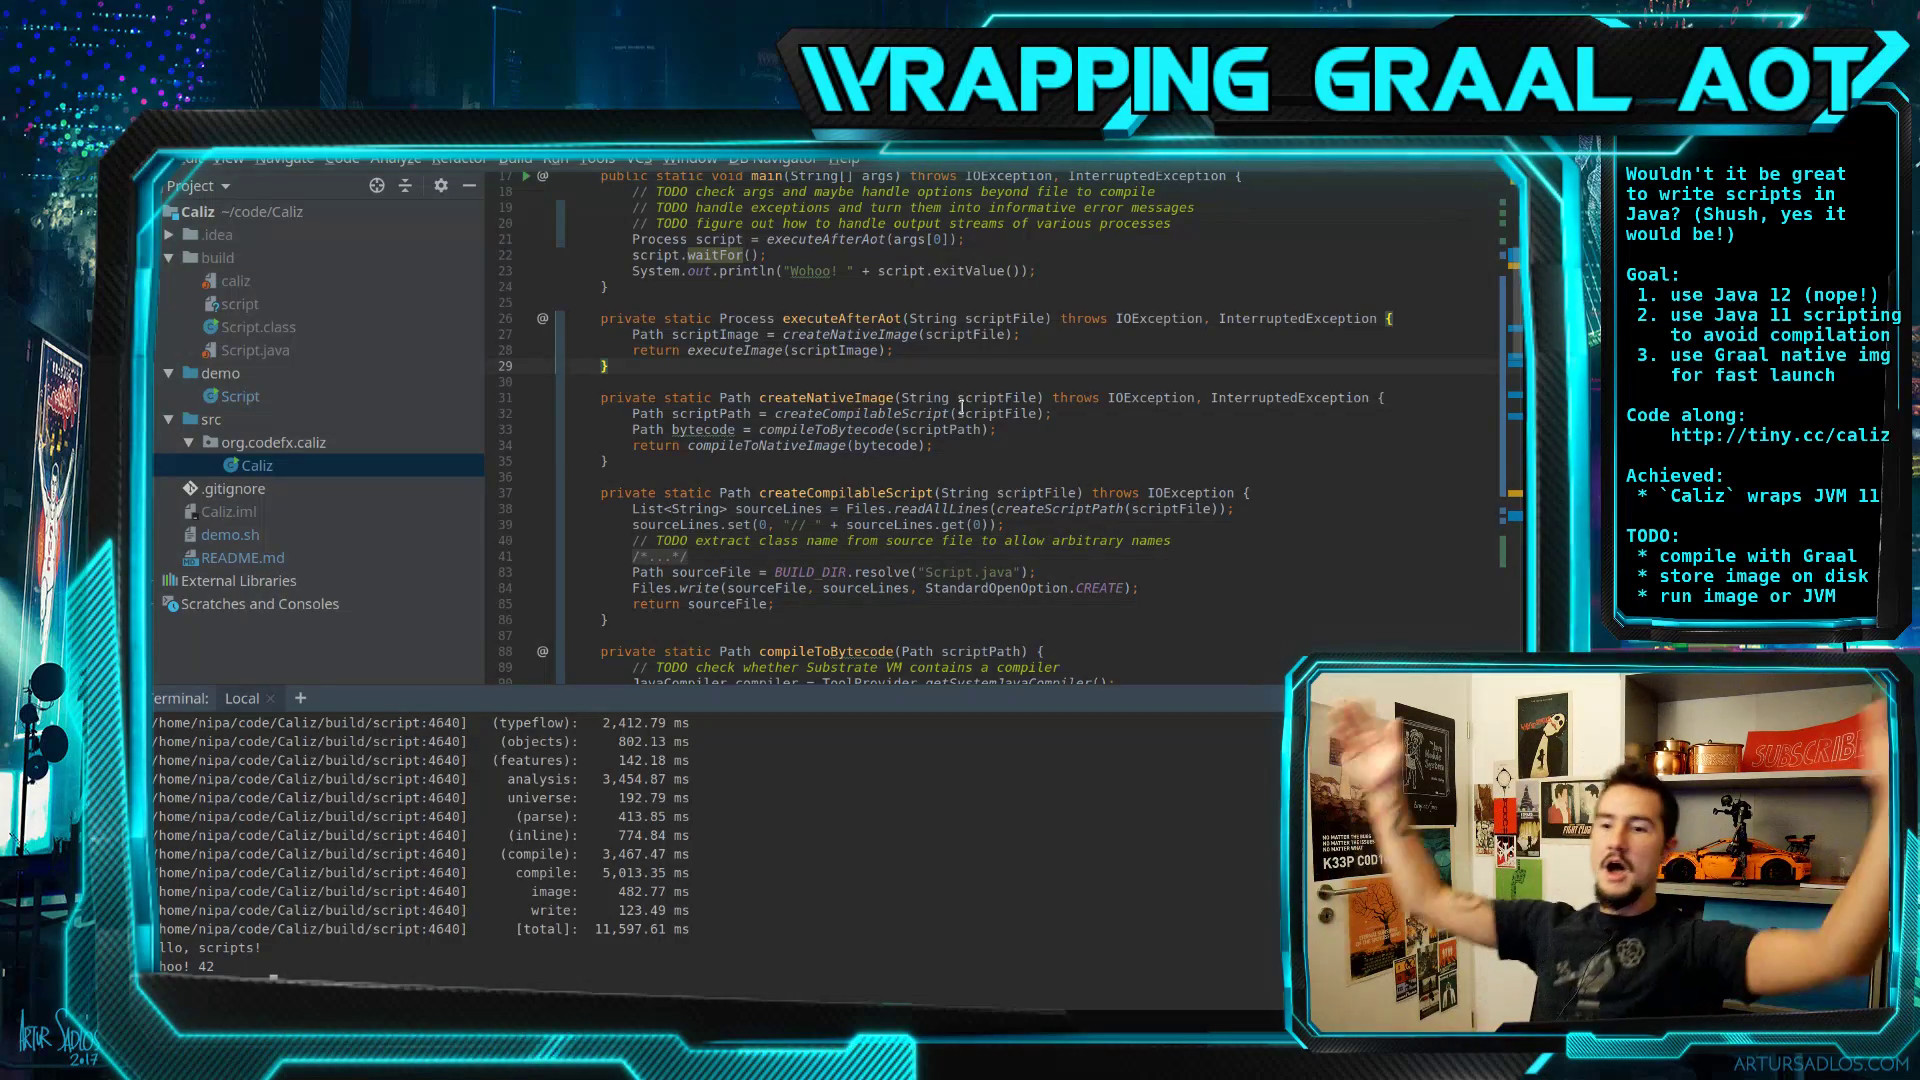 WRAPPING GRAAL AOT
View Navigate Code Analyze Refactor Build Run Tools VCS Window DB Navigator Help
Project
Caliz ~/code/Caliz
.idea
build
caliz
script
Script.class
Script.java
demo
Script
src
org.codefx.caliz
Caliz
.gitignore
Caliz.iml
demo.sh
README.md
External Libraries
Scratches and Consoles
17 @ public static void main(String[] args) throws IOException, InterruptedException {
18 // TODO check args and maybe handle options beyond file to compile
19 // TODO handle exceptions and turn them into informative error messages
20 // TODO figure out how to handle output streams of various processes
21 Process script = executeAfterAot(args[0]);
22 script.waitFor();
23 System.out.println("Wohoo! " + script.exitValue());
24 }
25
26 @ private static Process executeAfterAot(String scriptFile) throws IOException, InterruptedException {
27 Path scriptImage = createNativeImage(scriptFile);
28 return executeImage(scriptImage);
29 }
30
31 private static Path createNativeImage(String scriptFile) throws IOException, InterruptedException {
32 Path scriptPath = createCompilableScript(scriptFile);
33 Path bytecode = compileToBytecode(scriptPath);
34 return compileToNativeImage(bytecode);
35 }
36
37 private static Path createCompilableScript(String scriptFile) throws IOException {
38 List<String> sourceLines = Files.readAllLines(createScriptPath(scriptFile));
39 sourceLines.set(0, "// " + sourceLines.get(0));
40 // TODO extract class name from source file to allow arbitrary names
41 /*...*/
83 Path sourceFile = BUILD_DIR.resolve("Script.java");
84 Files.write(sourceFile, sourceLines, StandardOpenOption.CREATE);
85 return sourceFile;
86 }
87
88 @ private static Path compileToBytecode(Path scriptPath) {
89 // TODO check whether Substrate VM contains a compiler
90 JavaCompiler compiler = ToolProvider.getSystemJavaCompiler();
erminal: Local × +
/home/nipa/code/Caliz/build/script:4640] (typeflow): 2,412.79 ms
/home/nipa/code/Caliz/build/script:4640] (objects): 802.13 ms
/home/nipa/code/Caliz/build/script:4640] (features): 142.18 ms
/home/nipa/code/Caliz/build/script:4640] analysis: 3,454.87 ms
/home/nipa/code/Caliz/build/script:4640] universe: 192.79 ms
/home/nipa/code/Caliz/build/script:4640] (parse): 413.85 ms
/home/nipa/code/Caliz/build/script:4640] (inline): 774.84 ms
home/nipa/code/Caliz/build/script:4640] (compile): 3,467.47 ms
home/nipa/code/Caliz/build/script:4640] compile: 5,013.35 ms
home/nipa/code/Caliz/build/script:4640] image: 482.77 ms
home/nipa/code/Caliz/build/script:4640] write: 123.49 ms
home/nipa/code/Caliz/build/script:4640] [total]: 11,597.61 ms
llo, scripts!
hoo! 42
Wouldn't it be great
to write scripts in
Java? (Shush, yes it
would be!)
Goal:
1. use Java 12 (nope!)
2. use Java 11 scripting
to avoid compilation
3. use Graal native img
for fast launch
Code along:
http://tiny.cc/caliz
Achieved:
* `Caliz` wraps JVM 11
TODO:
* compile with Graal
* store image on disk
* run image or JVM
SUBSCRIBE
FIGHT CLUB
K33P COD1
ARTUR SADLOS
2017
ARTURSADLOS.COM